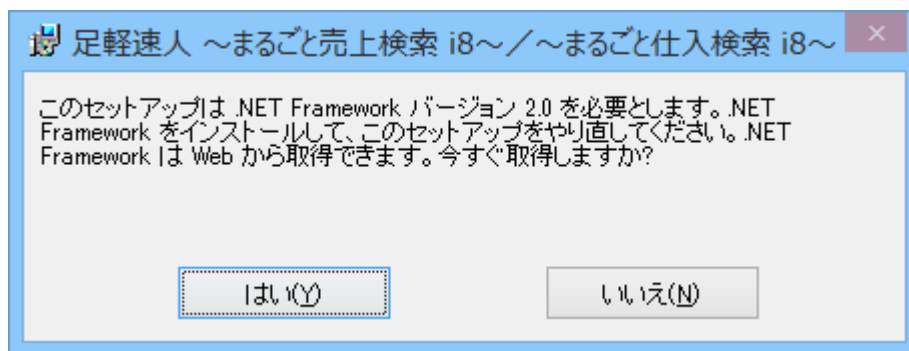 足軽速人 ～まるごと売上検索 i8～／～まるごと仕入検索 i8～
このセットアップは .NET Framework バージョン 2.0 を必要とします。.NET
Framework をインストールして、このセットアップをやり直してください。.NET
Framework は Web から取得できます。今すぐ取得しますか?
はい(Y)
いいえ(N)